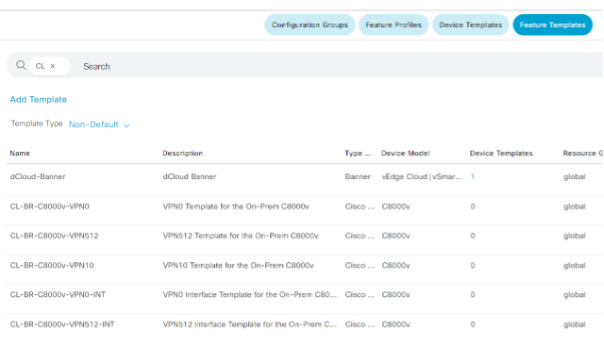 Configuration Groups Feature Profiles Device Templates Feature Templates
CL × Search
Add Template
Template Type Non-Default
Name Description Type ... Device Model Device Templates Resource G
dCloud-Banner dCloud Banner Banner vEdge Cloud|vSmar... 1 global
CL-BR-C8000v-VPN0 VPN0 Template for the On-Prem C8000v Cisco ... C8000v 0 global
CL-BR-C8000v-VPN512 VPN512 Template for the On-Prem C8000v Cisco ... C8000v 0 global
CL-BR-C8000v-VPN10 VPN10 Template for the On-Prem C8000v Cisco ... C8000v 0 global
CL-BR-C8000v-VPN0-INT VPN0 Interface Template for the On-Prem C80... Cisco ... C8000v 0 global
CL-BR-C8000v-VPN512-INT VPN512 Interface Template for the On-Prem C... Cisco ... C8000v 0 global